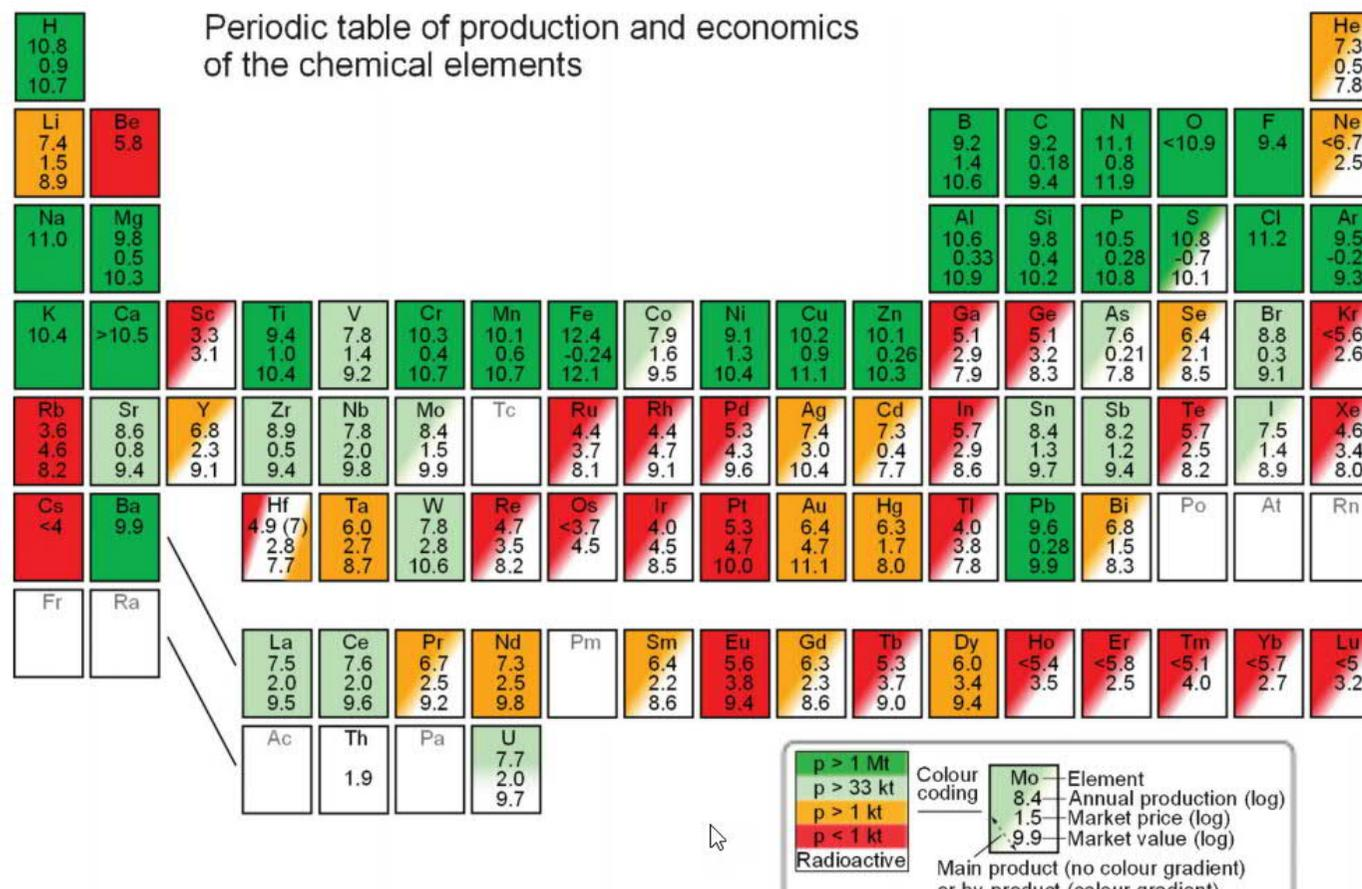 Periodic table of production and economics
of the chemical elements
H He
10.8 7.3
0.9 0.5
10.7 7.8
Li Be B C N O F Ne
7.4 5.8 9.2 9.2 11.1 <10.9 9.4 <6.7
1.5 1.4 0.18 0.8 2.5
8.9 10.6 9.4 11.9
Na Mg Al Si P S Cl Ar
11.0 9.8 10.6 9.8 10.5 10.8 11.2 9.5
0.5 0.33 0.4 0.28 -0.7 -0.2
10.3 10.9 10.2 10.8 10.1 9.3
K Ca Sc Ti V Cr Mn Fe Co Ni Cu Zn Ga Ge As Se Br Kr
10.4 >10.5 3.3 9.4 7.8 10.3 10.1 12.4 7.9 9.1 10.2 10.1 5.1 5.1 7.6 6.4 8.8 <5.6
3.1 1.0 1.4 0.4 0.6 -0.24 1.6 1.3 0.9 0.26 2.9 3.2 0.21 2.1 0.3 2.6
10.4 9.2 10.7 10.7 12.1 9.5 10.4 11.1 10.3 7.9 8.3 7.8 8.5 9.1
Rb Sr Y Zr Nb Mo Tc Ru Rh Pd Ag Cd In Sn Sb Te I Xe
3.6 8.6 6.8 8.9 7.8 8.4 4.4 4.4 5.3 7.4 7.3 5.7 8.4 8.2 5.7 7.5 4.6
4.6 0.8 2.3 0.5 2.0 1.5 3.7 4.7 4.3 3.0 0.4 2.9 1.3 1.2 2.5 1.4 3.4
8.2 9.4 9.1 9.4 9.8 9.9 8.1 9.1 9.6 10.4 7.7 8.6 9.7 9.4 8.2 8.9 8.0
Cs Ba Hf Ta W Re Os Ir Pt Au Hg Tl Pb Bi Po At Rn
<4 9.9 4.9 (7) 6.0 7.8 4.7 <3.7 4.0 5.3 6.4 6.3 4.0 9.6 6.8
2.8 2.7 2.8 3.5 4.5 4.5 4.7 4.7 1.7 3.8 0.28 1.5
7.7 8.7 10.6 8.2 8.5 10.0 11.1 8.0 7.8 9.9 8.3
Fr Ra
La Ce Pr Nd Pm Sm Eu Gd Tb Dy Ho Er Tm Yb Lu
7.5 7.6 6.7 7.3 6.4 5.6 6.3 5.3 6.0 <5.4 <5.8 <5.1 <5.7 <5
2.0 2.0 2.5 2.5 2.2 3.8 2.3 3.7 3.4 3.5 2.5 4.0 2.7 3.2
9.5 9.6 9.2 9.8 8.6 9.4 8.6 9.0 9.4
Ac Th Pa U
7.7
1.9 2.0
9.7
p > 1 Mt
p > 33 kt
p > 1 kt
p < 1 kt
Radioactive
Colour
coding
Mo Element
8.4 Annual production (log)
1.5 Market price (log)
9.9 Market value (log)
Main product (no colour gradient)
or by-product (colour gradient)